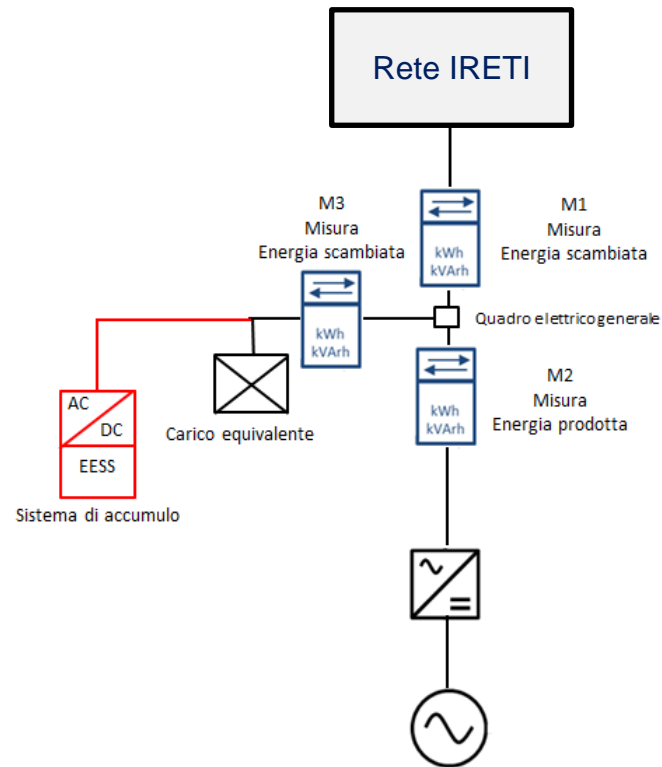 Rete IRETI
M3
Misura
Energia scambiata
M1
Misura
Energia scambiata
kWh
kVArh
kWh
kVArh
Quadro elettrico generale
M2
Misura
Energia prodotta
kWh
kVArh
AC
DC
EESS
Carico equivalente
Sistema di accumulo